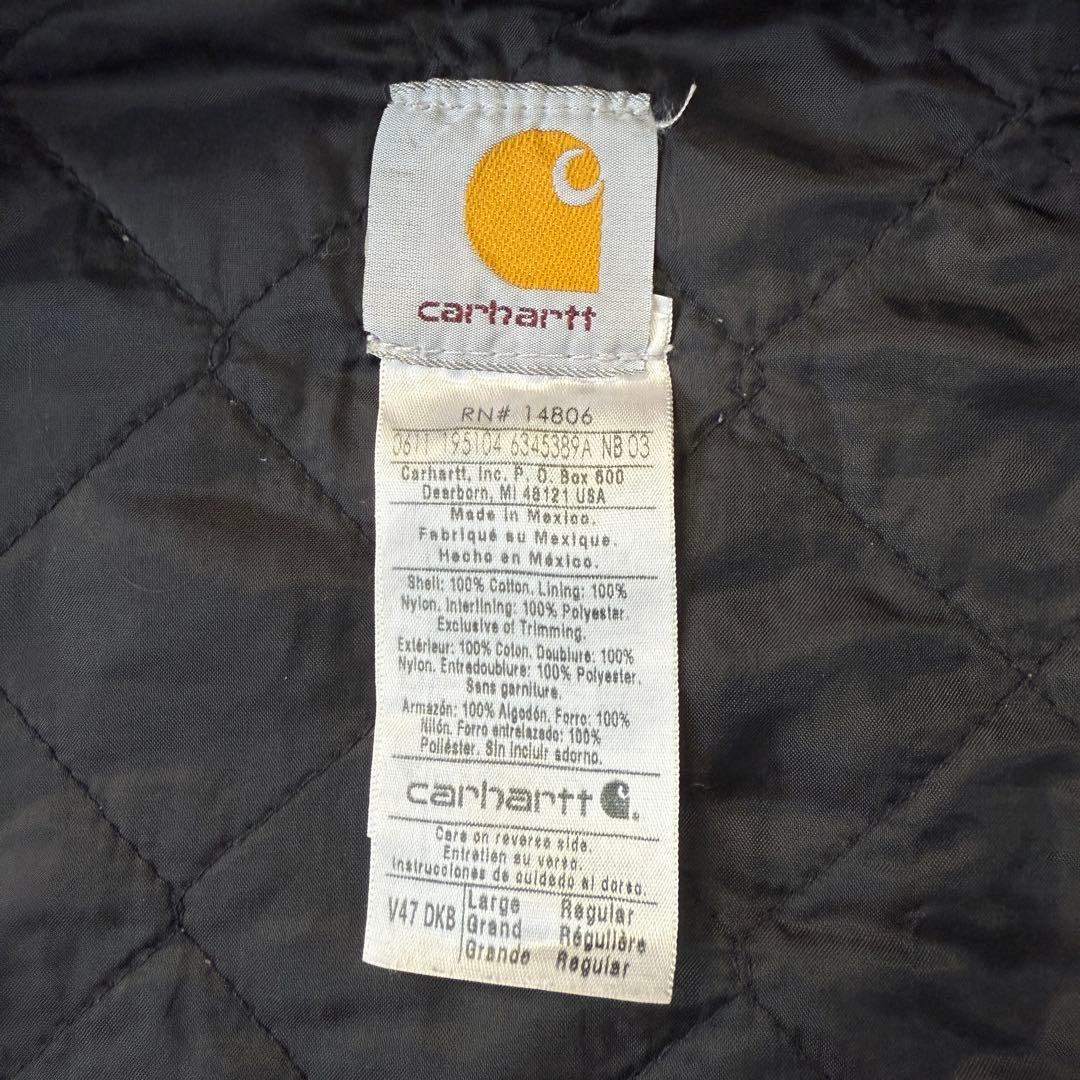 carhartt
RN# 14806
0611 195104 6345389A NB 03
Carhartt, Inc. P. O. Box 600
Dearborn, MI 48121 USA
Made in Mexico.
Fabriqué au Mexique.
Hecho en México.
Shell: 100% Cotton. Lining: 100%
Nylon. Interlining: 100% Polyester.
Exclusive of Trimming.
Extérieur: 100% Coton. Doublure: 100%
Nylon. Entredoublure: 100% Polyester.
Sans garniture.
Armazón: 100% Algodón. Forro: 100%
Nilón. Forro entrelazado: 100%
Poliéster. Sin incluir adorno.
carhartt
Care on reverse side.
Entretien au verso.
Instrucciones de cuidado al dorso.
V47 DKB Large Regular
Grand Régulière
Grande Regular